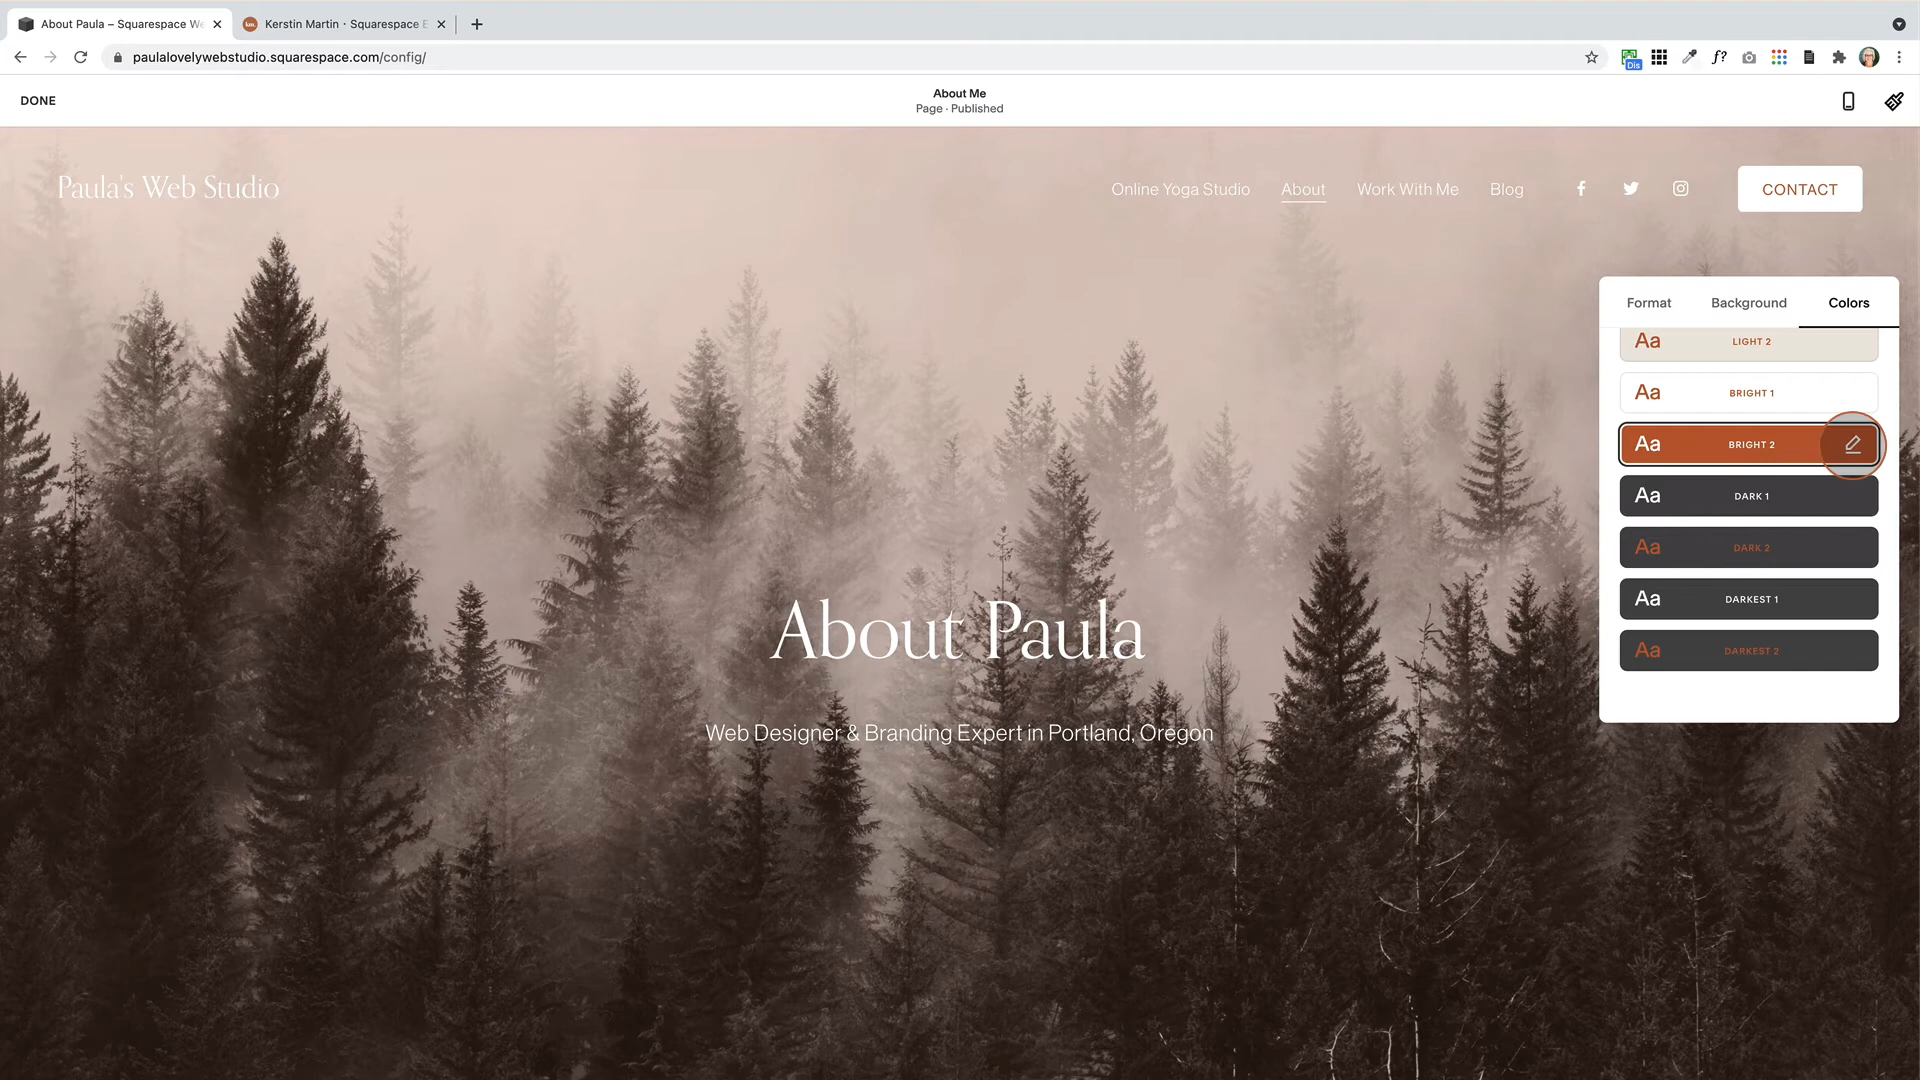 About Paula – Squarespace We
Kerstin Martin · Squarespace E
paulalovelywebstudio.squarespace.com/config/
Dis
f?
DONE
About Me
Page · Published
Paula's Web Studio
Online Yoga Studio
About
Work With Me
Blog
CONTACT
Format
Background
Colors
Aa LIGHT 2
Aa BRIGHT 1
Aa BRIGHT 2
Aa DARK 1
Aa DARK 2
Aa DARKEST 1
Aa DARKEST 2
About Paula
Web Designer & Branding Expert in Portland, Oregon